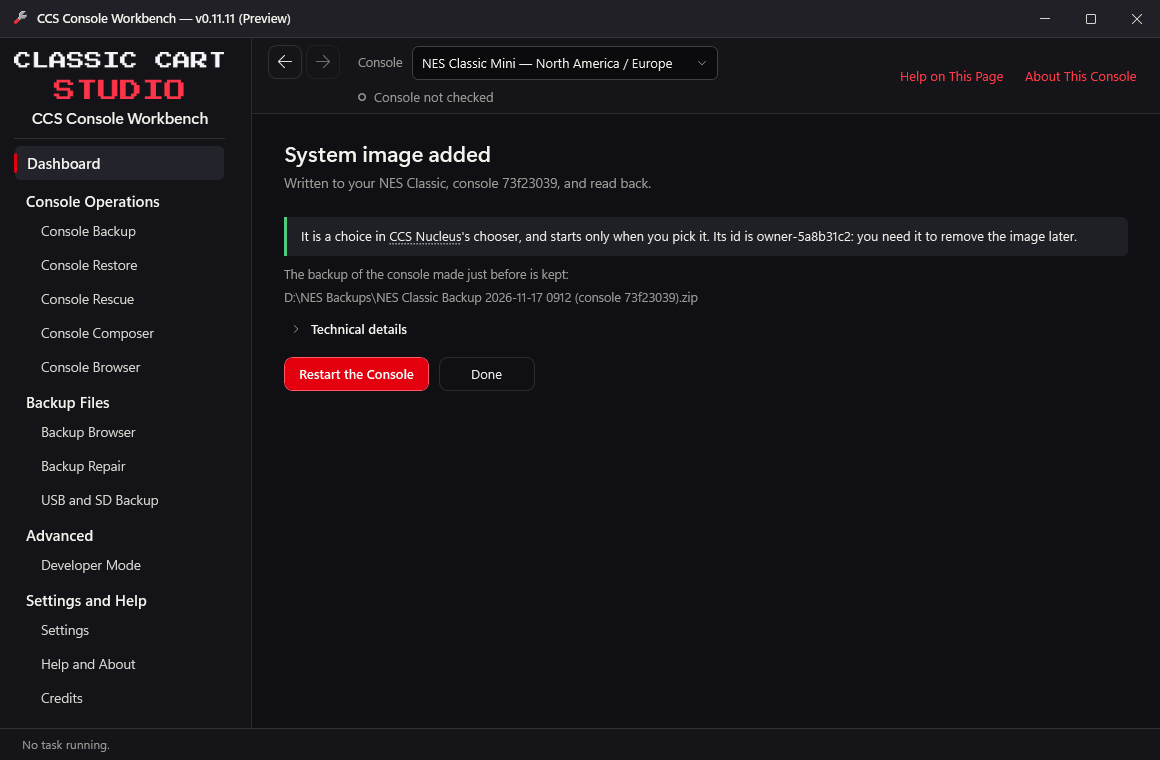 CCS Console Workbench — v0.11.11 (Preview)
CLASSIC CART
STUDIO
CCS Console Workbench
Dashboard
Console Operations
Console Backup
Console Restore
Console Rescue
Console Composer
Console Browser
Backup Files
Backup Browser
Backup Repair
USB and SD Backup
Advanced
Developer Mode
Settings and Help
Settings
Help and About
Credits
Console
NES Classic Mini — North America / Europe
Console not checked
Help on This Page
About This Console
System image added
Written to your NES Classic, console 73f23039, and read back.
It is a choice in CCS Nucleus's chooser, and starts only when you pick it. Its id is owner-5a8b31c2: you need it to remove the image later.
The backup of the console made just before is kept:
D:\NES Backups\NES Classic Backup 2026-11-17 0912 (console 73f23039).zip
Technical details
Restart the Console
Done
No task running.